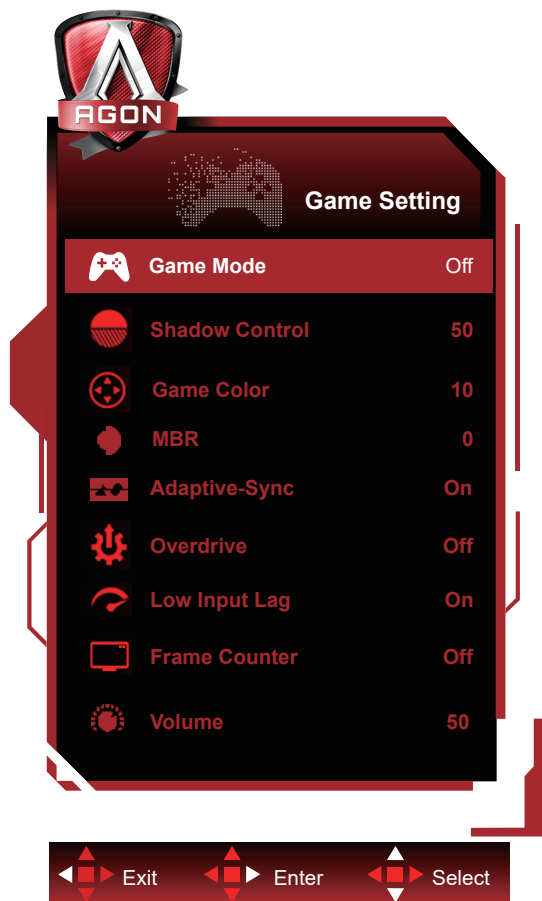 AGON
Game Setting
Game Mode Off
Shadow Control 50
Game Color 10
MBR 0
Adaptive-Sync On
Overdrive Off
Low Input Lag On
Frame Counter Off
Volume 50
Exit Enter Select